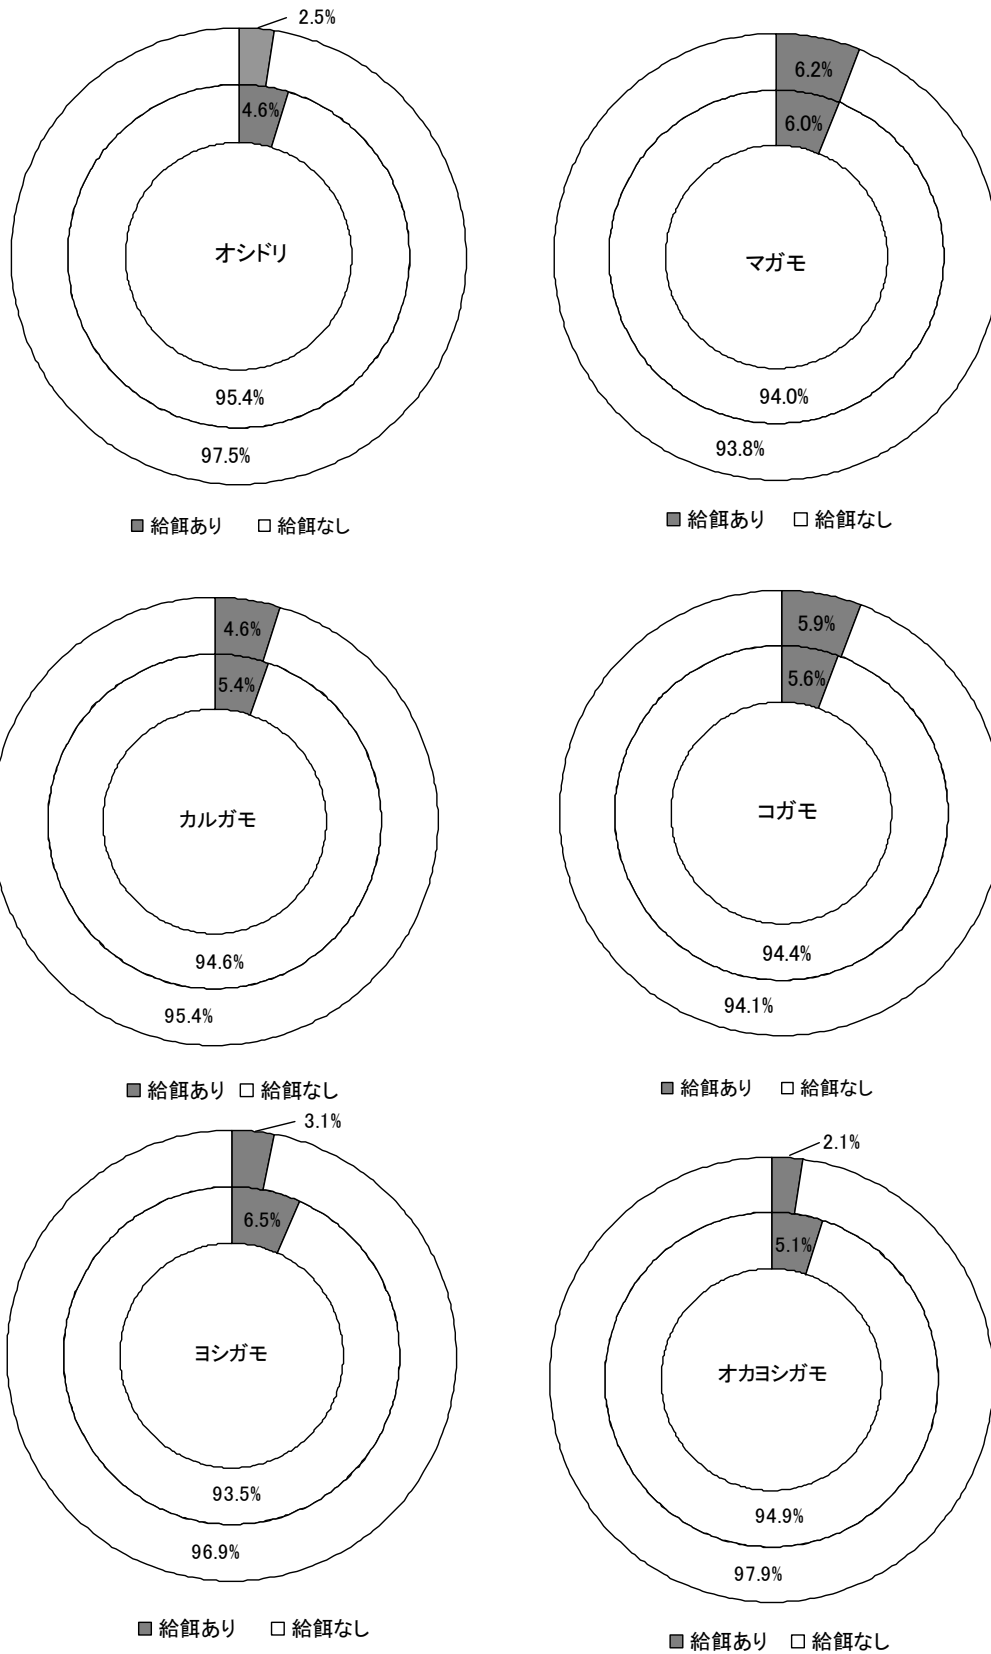 2.5%
4.6%
オシドリ
95.4%
97.5%
給餌あり 給餌なし
6.2%
6.0%
マガモ
94.0%
93.8%
給餌あり 給餌なし
4.6%
5.4%
カルガモ
94.6%
95.4%
給餌あり 給餌なし
5.9%
5.6%
コガモ
94.4%
94.1%
給餌あり 給餌なし
3.1%
6.5%
ヨシガモ
93.5%
96.9%
給餌あり 給餌なし
2.1%
5.1%
オカヨシガモ
94.9%
97.9%
給餌あり 給餌なし